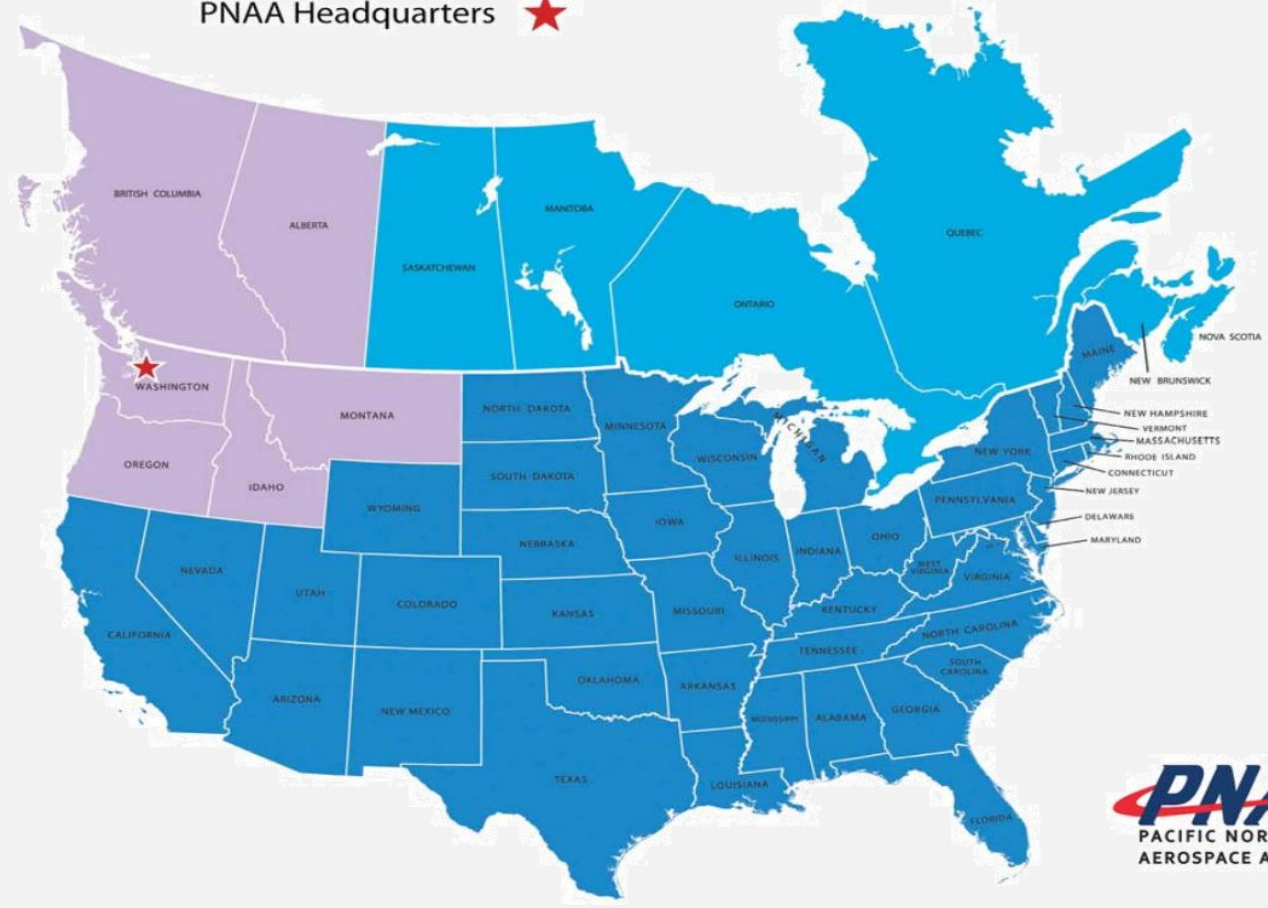 PNAA Headquarters
BRITISH COLUMBIA
ALBERTA
SASKATCHEWAN
MANITOBA
ONTARIO
QUEBEC
NOVA SCOTIA
NEW BRUNSWICK
MAINE
NEW HAMPSHIRE
VERMONT
MASSACHUSETTS
RHODE ISLAND
CONNECTICUT
NEW JERSEY
DELAWARE
MARYLAND
WASHINGTON
MONTANA
OREGON
IDAHO
NORTH DAKOTA
MINNESOTA
MICHIGAN
WISCONSIN
NEW YORK
SOUTH DAKOTA
WYOMING
PENNSYLVANIA
IOWA
NEBRASKA
OHIO
INDIANA
ILLINOIS
NEVADA
UTAH
COLORADO
KANSAS
MISSOURI
KENTUCKY
WEST
VIRGINIA
VIRGINIA
CALIFORNIA
NORTH CAROLINA
TENNESSEE
SOUTH
CAROLINA
ARIZONA
NEW MEXICO
OKLAHOMA
ARKANSAS
MISSISSIPPI
ALABAMA
GEORGIA
TEXAS
LOUISIANA
FLORIDA
PNA
PACIFIC NOR
AEROSPACE A